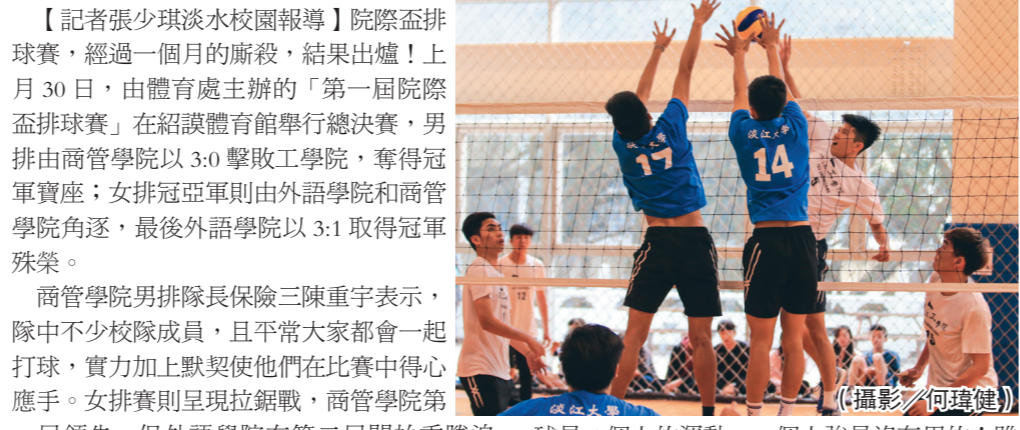 【記者張少琪淡水校園報導】院際盃排
球賽，經過一個月的廝殺，結果出爐！上
月 30 日，由體育處主辦的「第一屆院際
盃排球賽」在紹謨體育館舉行總決賽，男
排由商管學院以 3:0 擊敗工學院，奪得冠
軍寶座；女排冠亞軍則由外語學院和商管
學院角逐，最後外語學院以 3:1 取得冠軍
殊榮。
商管學院男排隊長保險三陳重宇表示，
隊中不少校隊成員，且平常大家都會一起
打球，實力加上默契使他們在比賽中得心
應手。女排賽則呈現拉鋸戰，商管學院第
淡江大學
17
淡江大學
14
12
淡江大學
（攝影／何瑋健）